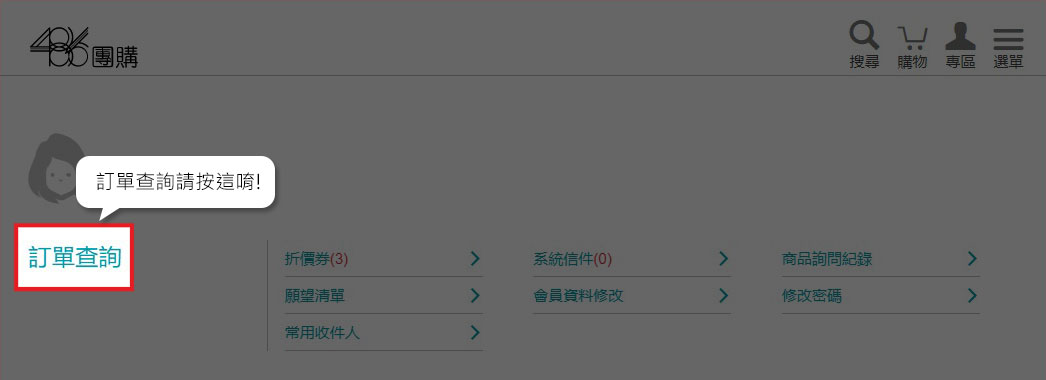 486團購
搜尋 購物 專區 選單
訂單查詢請按這唷!
訂單查詢
折價券(3) 系統信件(0) 商品詢問紀錄
願望清單 會員資料修改 修改密碼
常用收件人